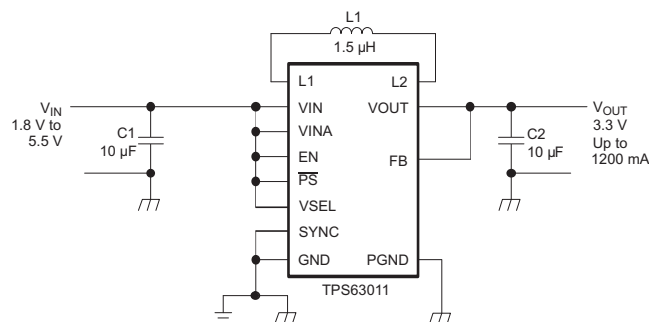 L1
1.5 µH
L1
L2
VIN
1.8 V to
5.5 V
C1
10 µF
VIN
VINA
EN
PS
VSEL
SYNC
GND
VOUT
FB
PGND
C2
10 µF
VOUT
3.3 V
Up to
1200 mA
TPS63011